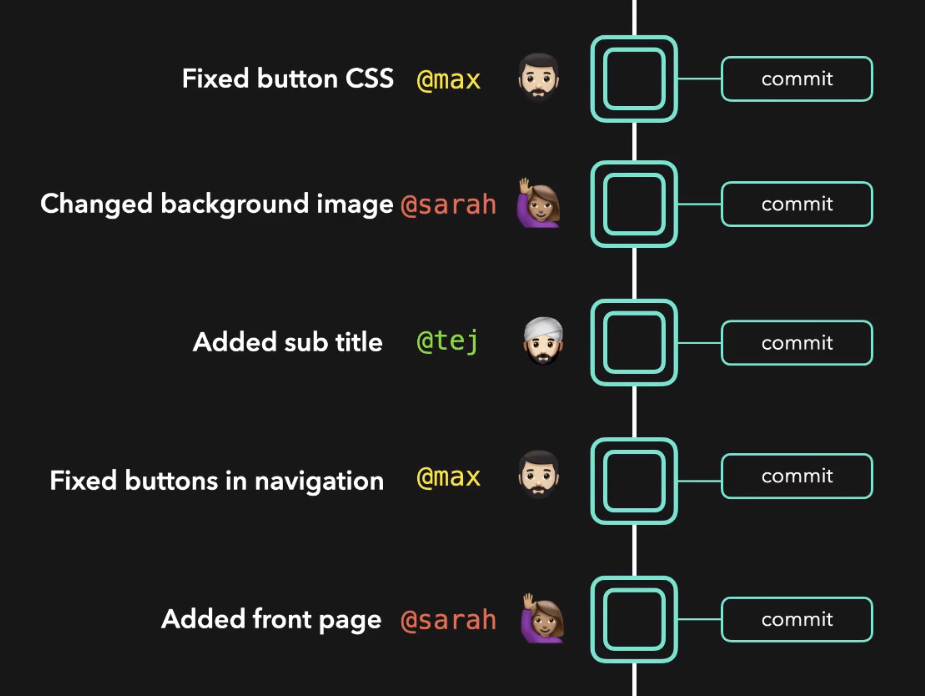 Fixed button CSS @max commit
Changed background image @sarah commit
Added sub title @tej commit
Fixed buttons in navigation @max commit
Added front page @sarah commit